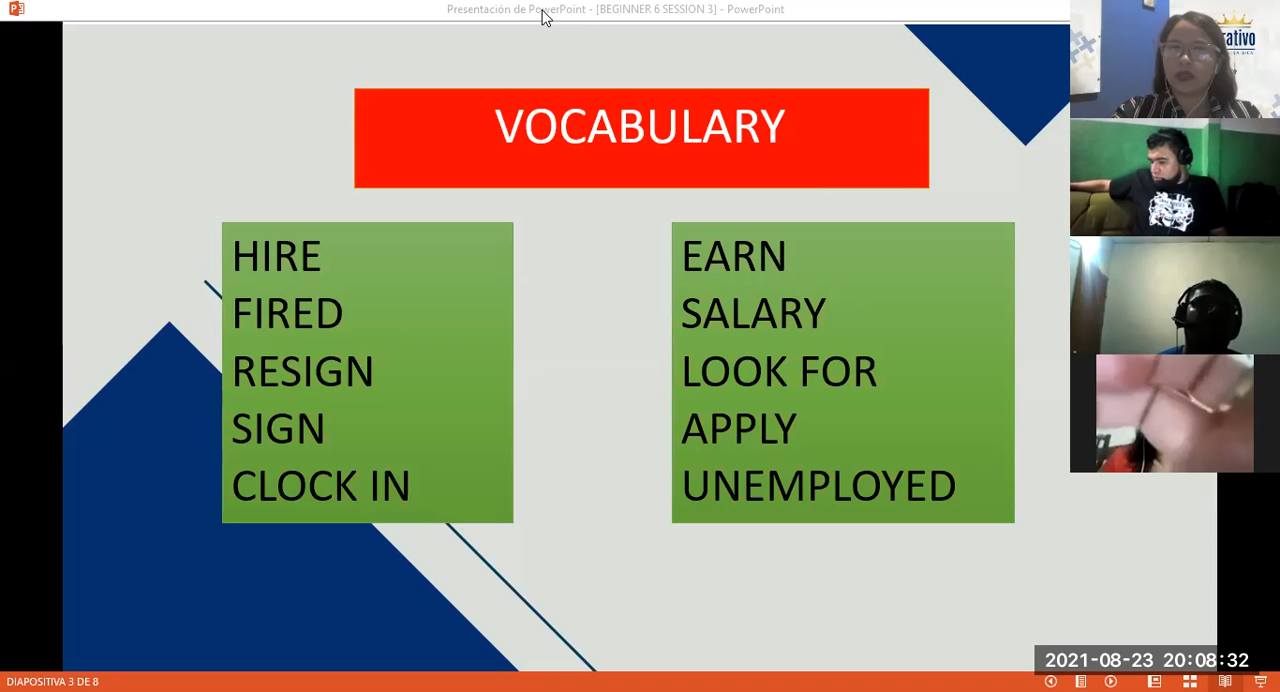 Presentación de PowerPoint - [BEGINNER 6 SESSION 3] - PowerPoint
VOCABULARY
HIRE
FIRED
RESIGN
SIGN
CLOCK IN
EARN
SALARY
LOOK FOR
APPLY
UNEMPLOYED
2021-08-23 20:08:32
DIAPOSITIVA 3 DE 8